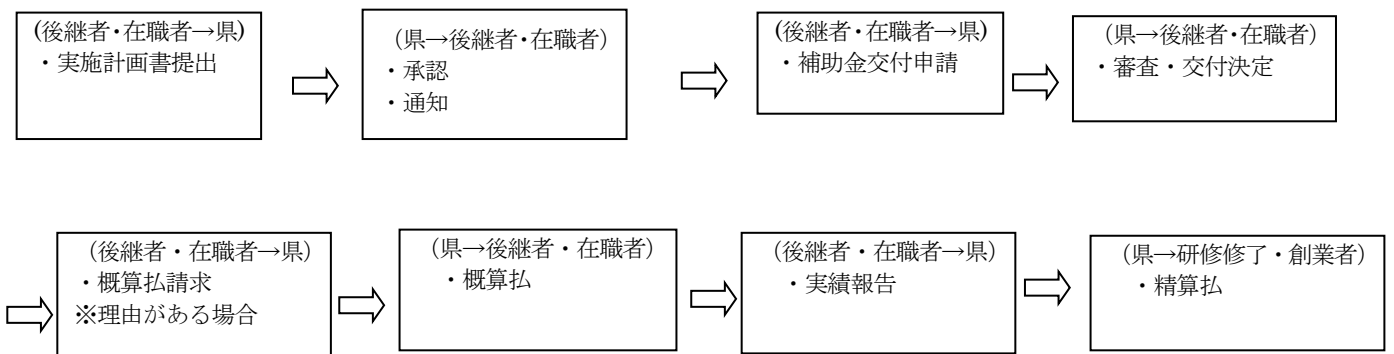 (後継者・在職者→県)
・実施計画書提出
（県→後継者・在職者）
・承認
・通知
(後継者・在職者→県)
・補助金交付申請
（県→後継者・在職者）
・審査・交付決定
（後継者・在職者→県）
・概算払請求
※理由がある場合
（県→後継者・在職者）
・概算払
（後継者・在職者→県）
・実績報告
（県→研修修了・創業者）
・精算払